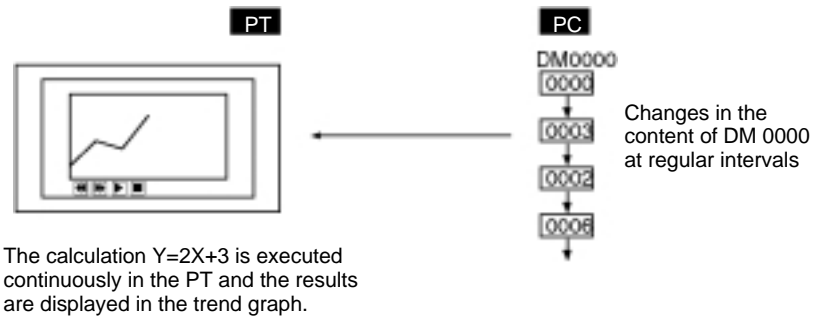 PT
PC
DM0000
0000
0003
0002
0006
Changes in the
content of DM 0000
at regular intervals
The calculation Y=2X+3 is executed
continuously in the PT and the results
are displayed in the trend graph.